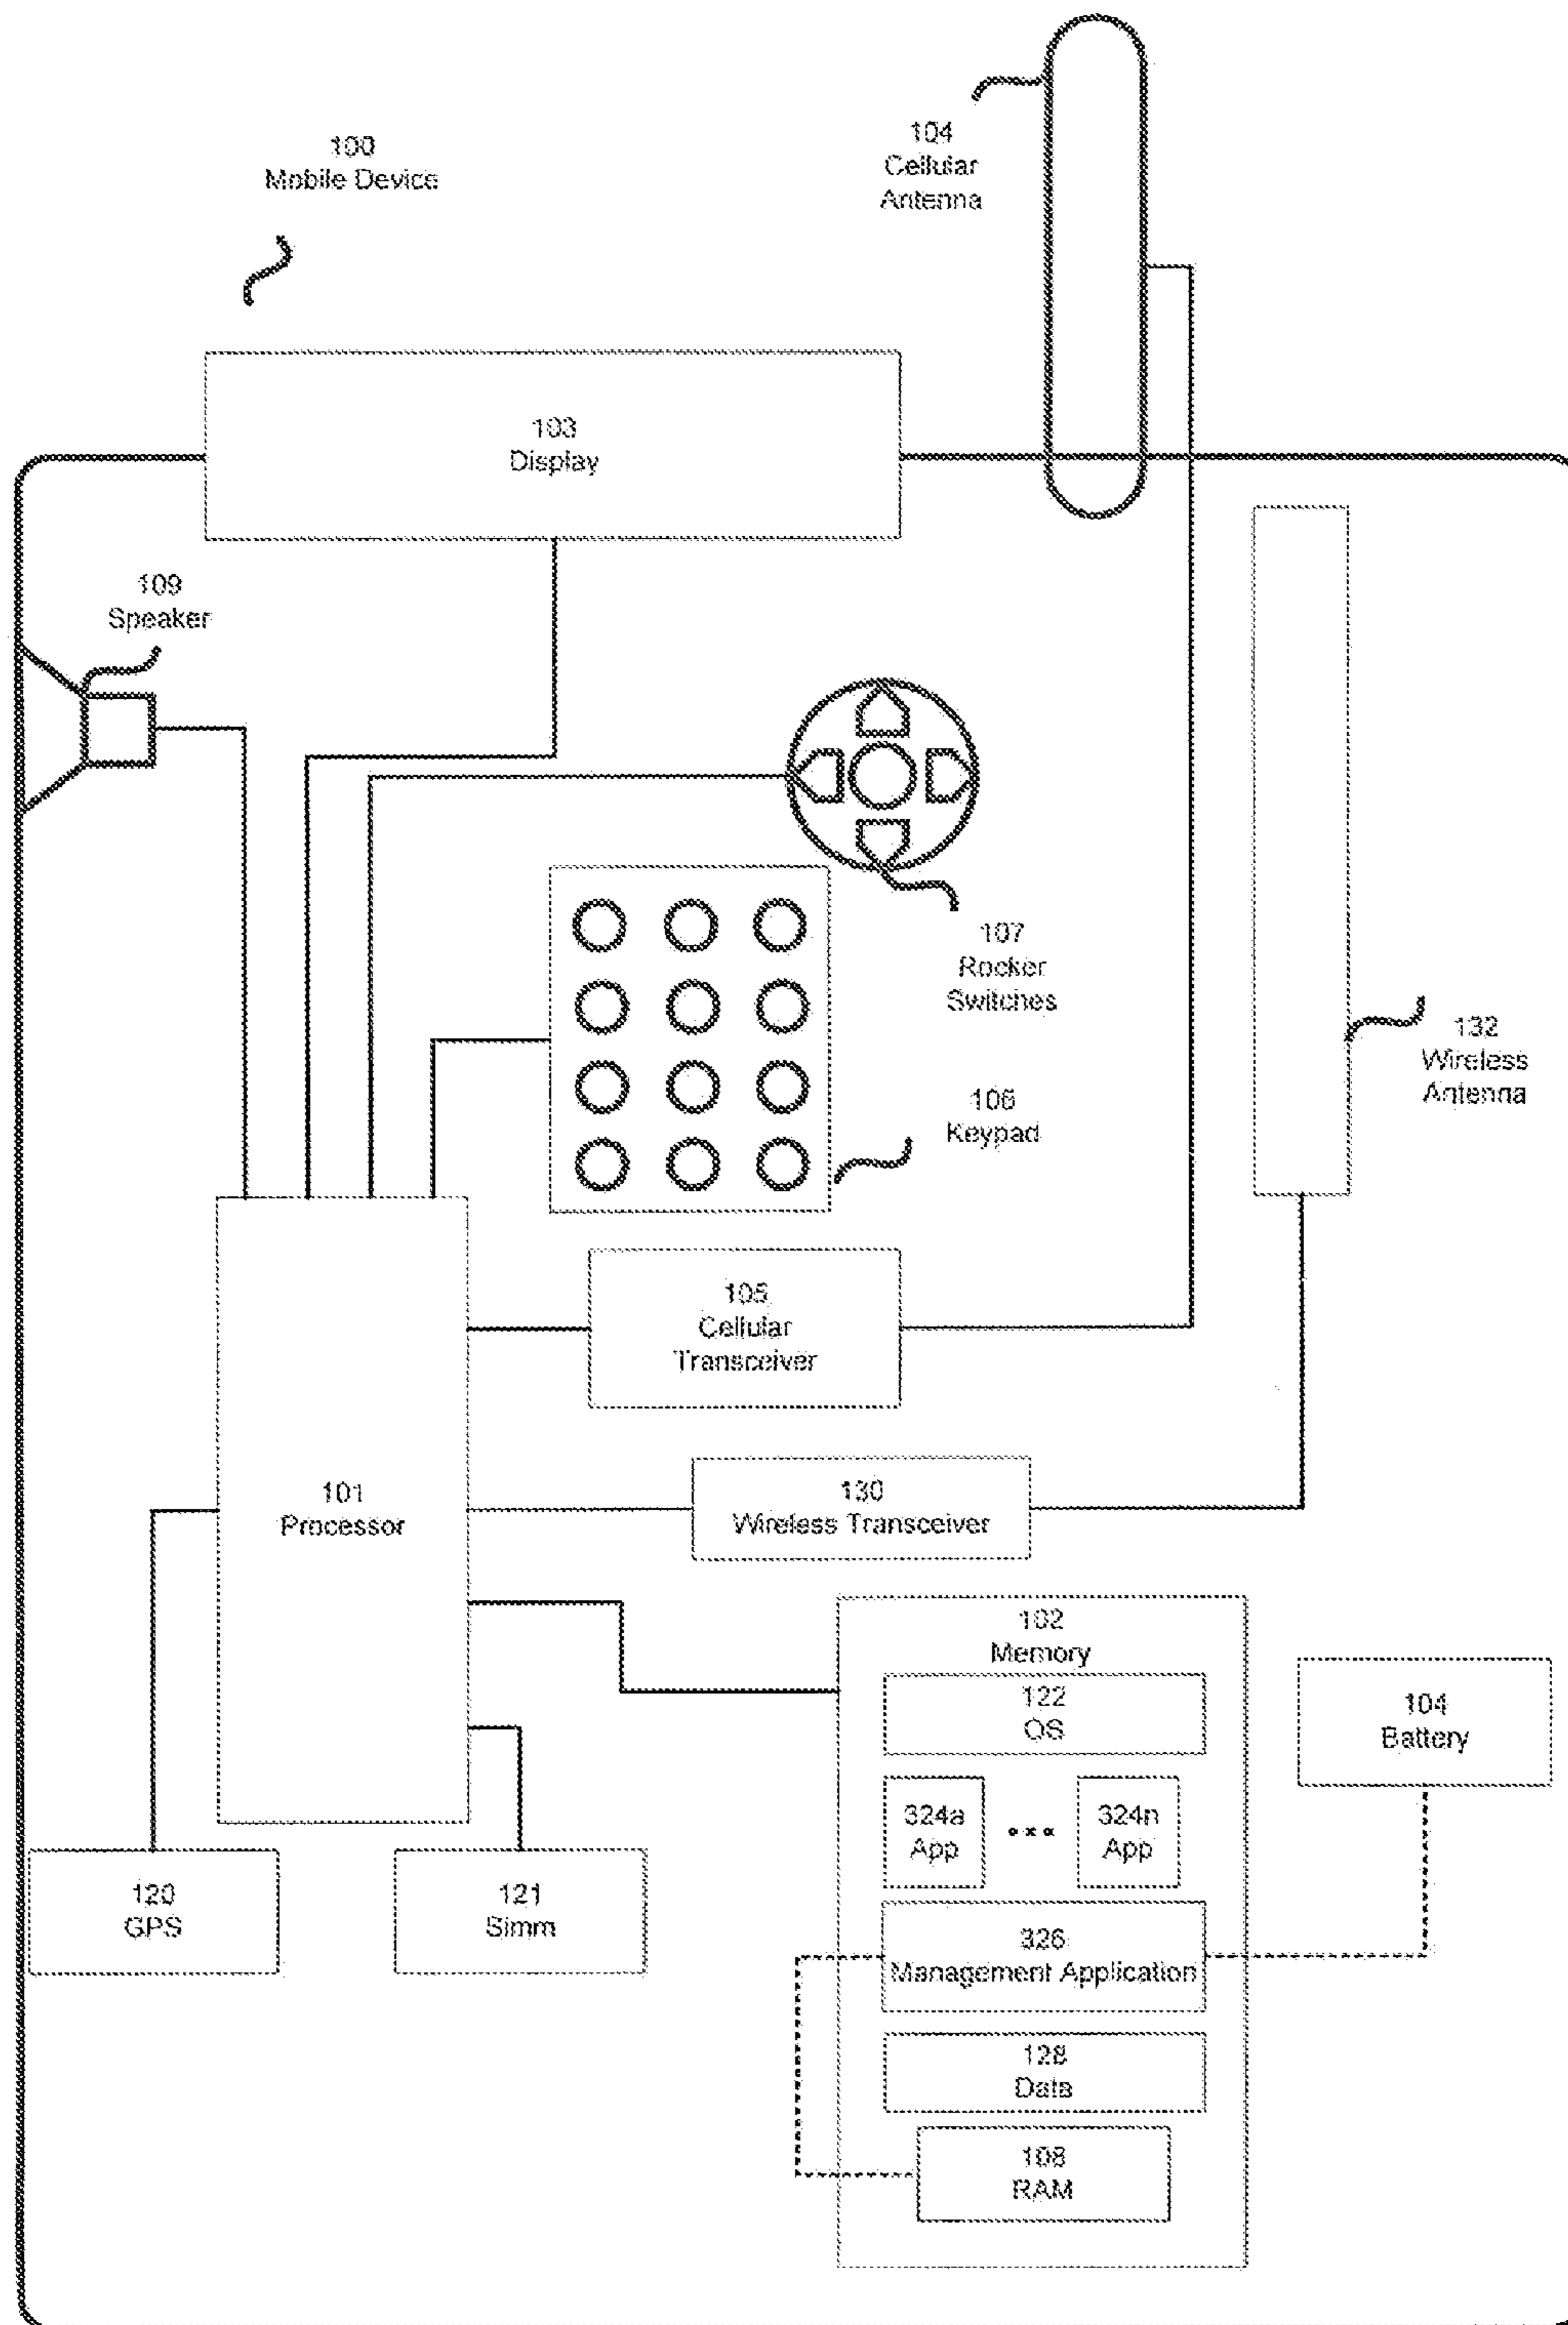 100
Mobile Device
104
Cellular
Antenna
103
Display
109
Speaker
107
Rocker
Switches
132
Wireless
Antenna
106
Keypad
105
Cellular
Transceiver
101
Processor
130
Wireless Transceiver
102
Memory
122
OS
104
Battery
324a
App
324n
App
120
GPS
121
Simm
326
Management Application
128
Data
108
RAM